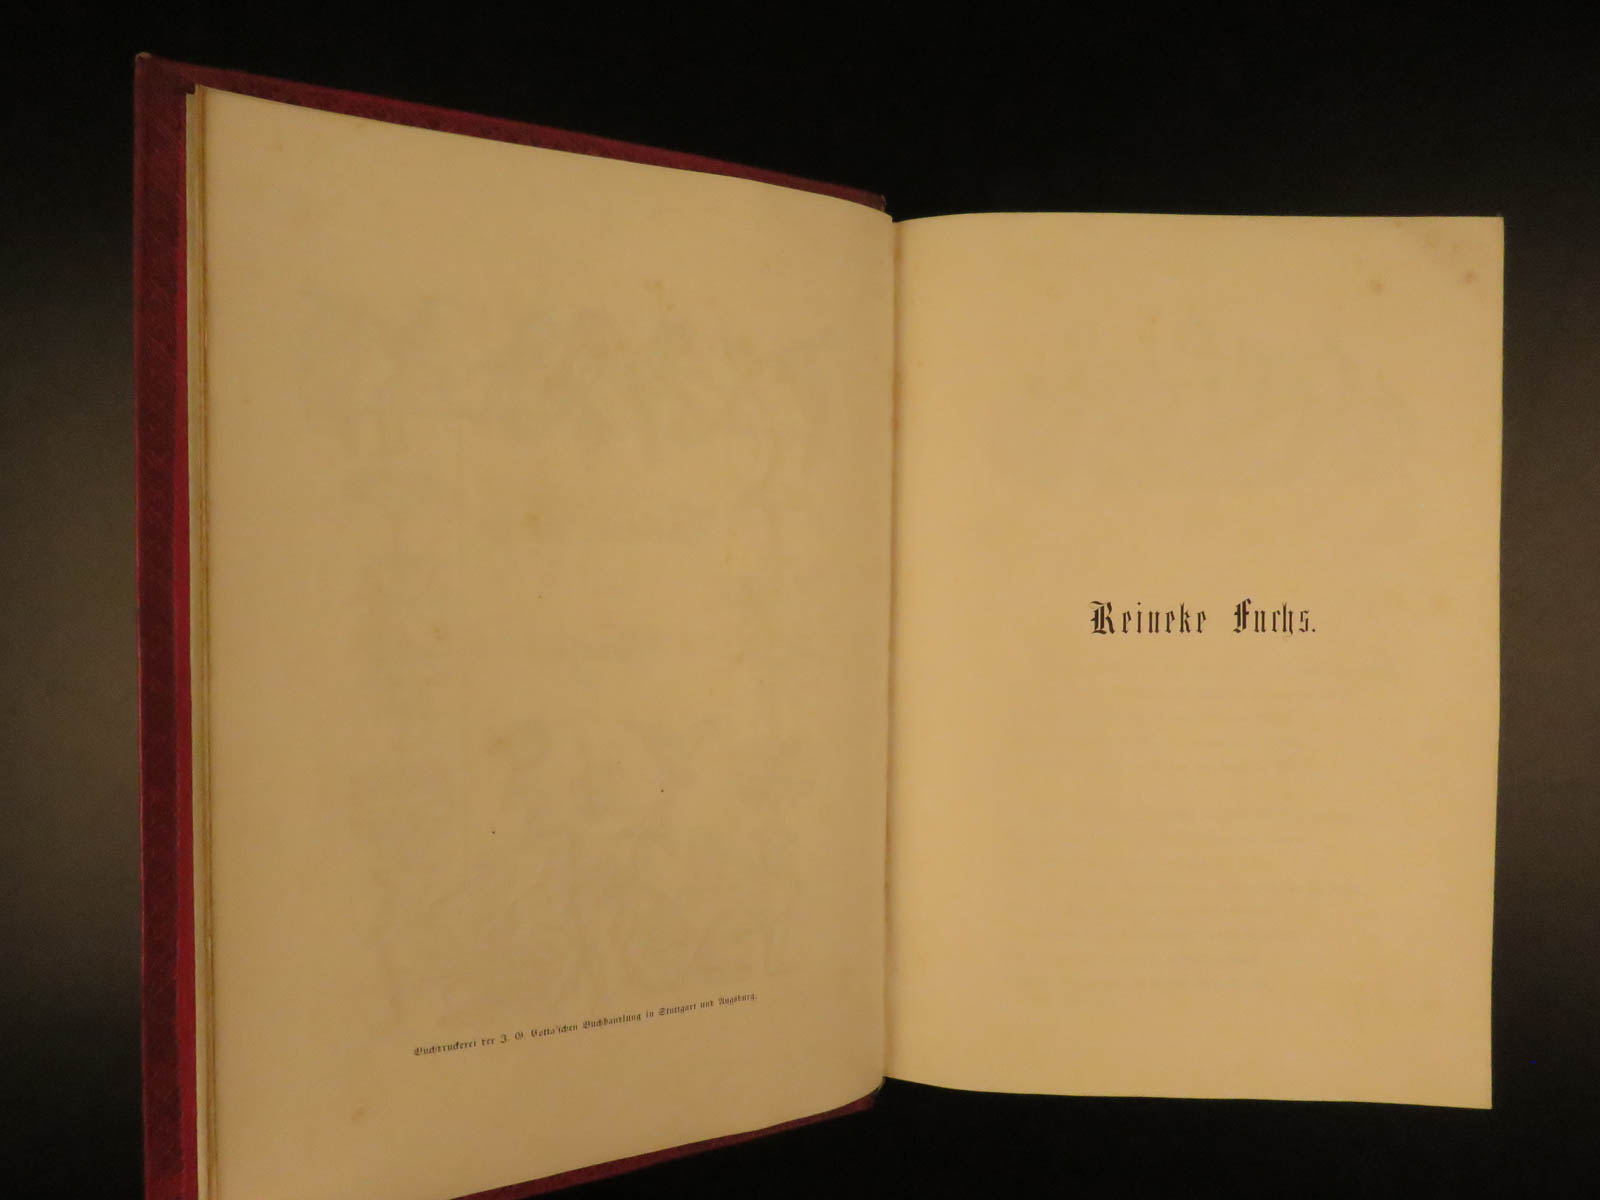 Buchdruckerei der J. G. Cotta'schen Buchhandlung in Stuttgart und Augsburg.
Reineke Fuchs.